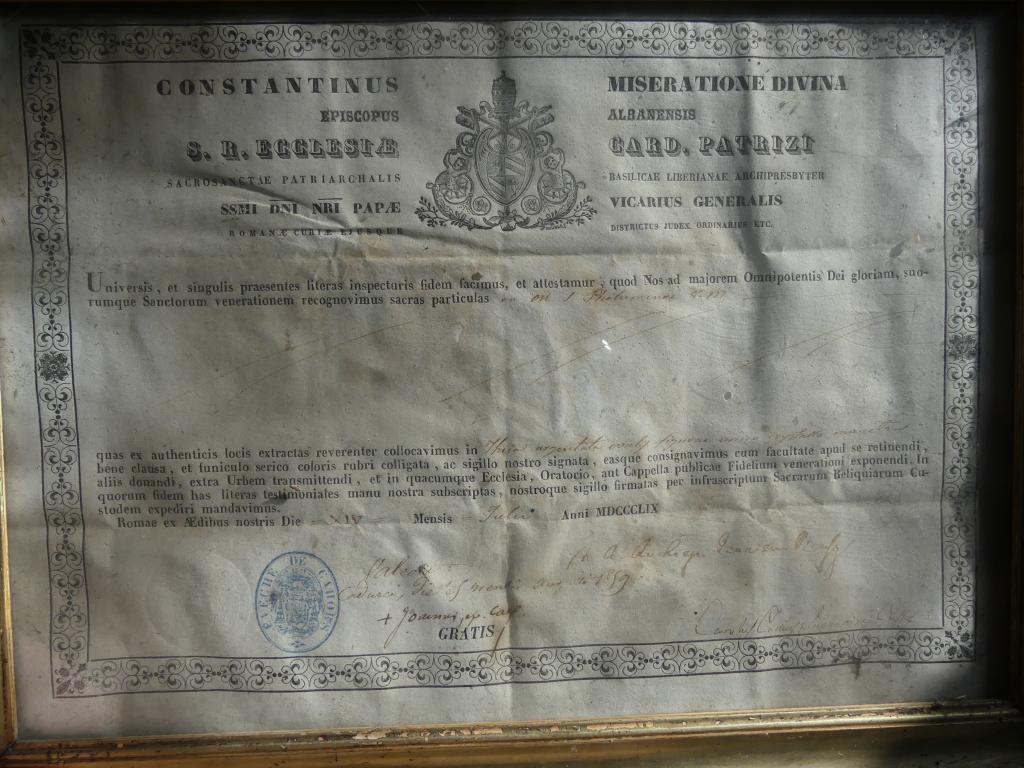 CONSTANTINUS MISERATIONE DIVINA
EPISCOPUS ALBANENSIS
S. R. ECCLESIÆ CARD. PATRIZI
SACROSANCTAE PATRIARCHALIS BASILICAE LIBERIANAE ARCHIPRESBYTER
SSMI DNI NRI PAPÆ VICARIUS GENERALIS
ROMANÆ CURIÆ EJUSQUE DISTRICTUS JUDEX ORDINARIUS ETC.
Universis, et singulis praesentes literas inspecturis fidem facimus, et attestamur, quod Nos ad majorem Omnipotentis Dei gloriam, suo-
rumque Sanctorum venerationem recognovimus sacras particulas
quas ex authenticis locis extractas reverenter collocavimus in Theca argentata
bene clausa, et funiculo serico coloris rubri colligata, ac sigillo nostro signata, easque consignavimus cum facultate apud se retinendi,
aliis donandi, extra Urbem transmittendi, et in quacumque Ecclesia, Oratorio, aut Cappella publicae Fidelium venerationi exponendi. In
quorum fidem has literas testimoniales manu nostra subscriptas, nostroque sigillo firmatas per infrascriptum Sacrarum Reliquiarum Cu-
stodem expediri mandavimus.
Romae ex Ædibus nostris Die XIV Mensis Anni MDCCCLIX
1859
GRATIS
EVECHÉ DE CAHORS